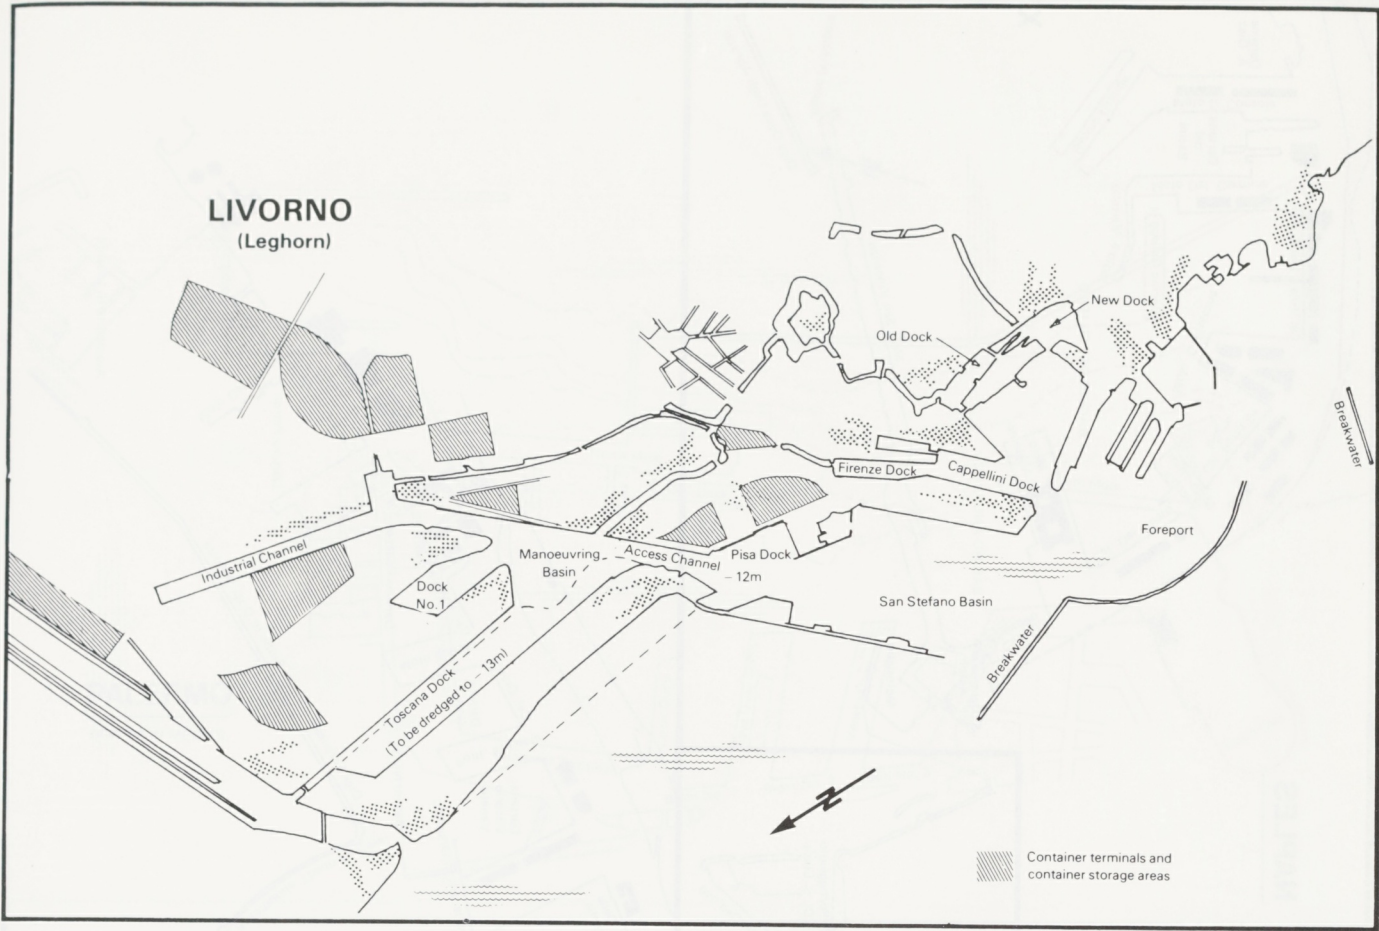 LIVORNO
(Leghorn)
New Dock
Old Dock
Breakwater
Firenze Dock
Cappellini Dock
Foreport
Industrial Channel
Manoeuvring
Basin
Access Channel
Pisa Dock
– 12m
Dock
No.1
San Stefano Basin
Breakwater
Toscana Dock
(To be dredged to – 13m)
N
Container terminals and
container storage areas